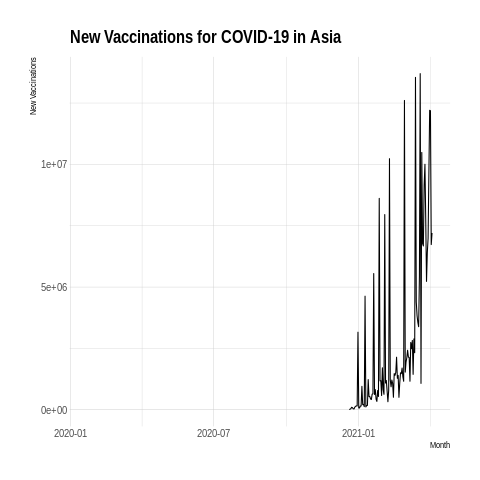 New Vaccinations for COVID-19 in Asia
New Vaccinations
1e+07
5e+06
0e+00
2020-01
2020-07
2021-01
Month